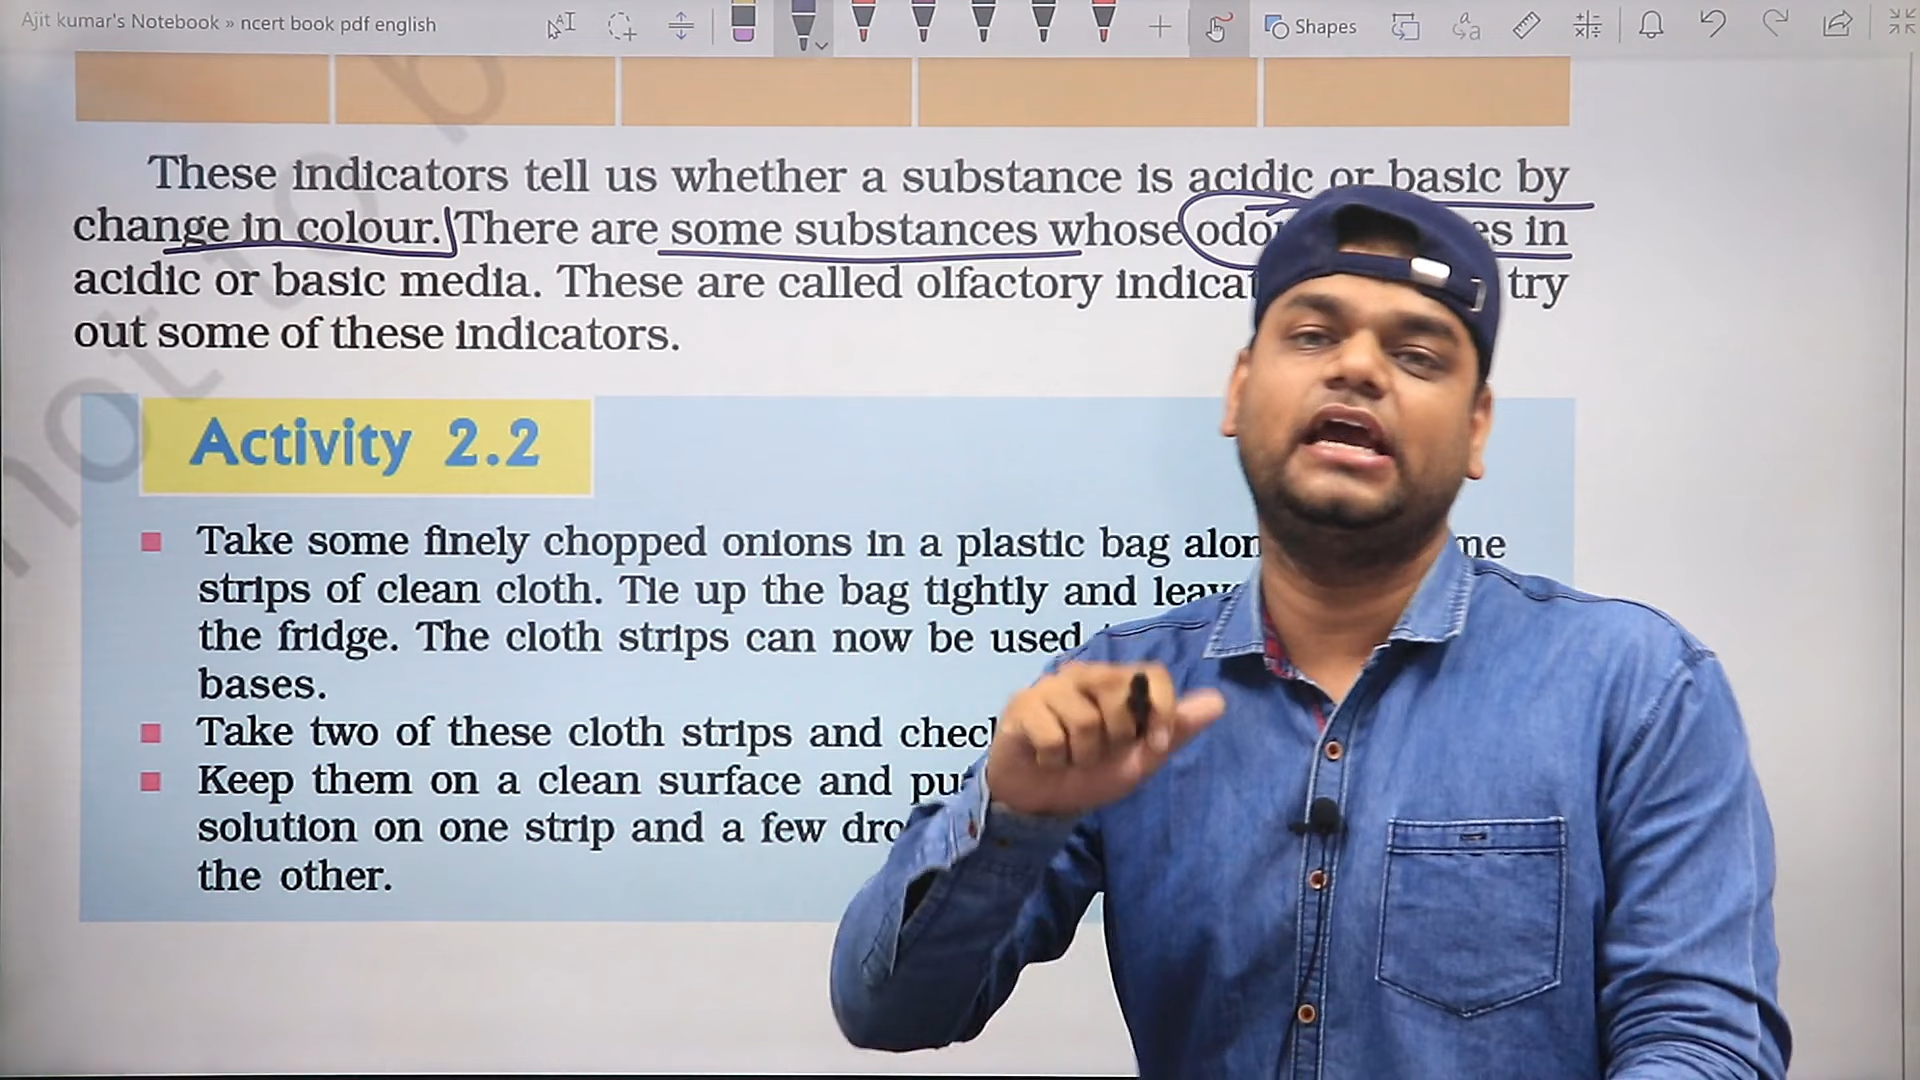 Ajit kumar's Notebook » ncert book pdf english
Shapes
These indicators tell us whether a substance is acidic or basic by
change in colour. There are some substances whose in
acidic or basic media. These are called olfactory try
out some of these indicators.
Activity 2.2
Take some finely chopped onions in a plastic bag
strips of clean cloth. Tie up the bag tightly and
the fridge. The cloth strips can now be used
bases.
Take two of these cloth strips and
Keep them on a clean surface and
solution on one strip and a few
the other.
not to b